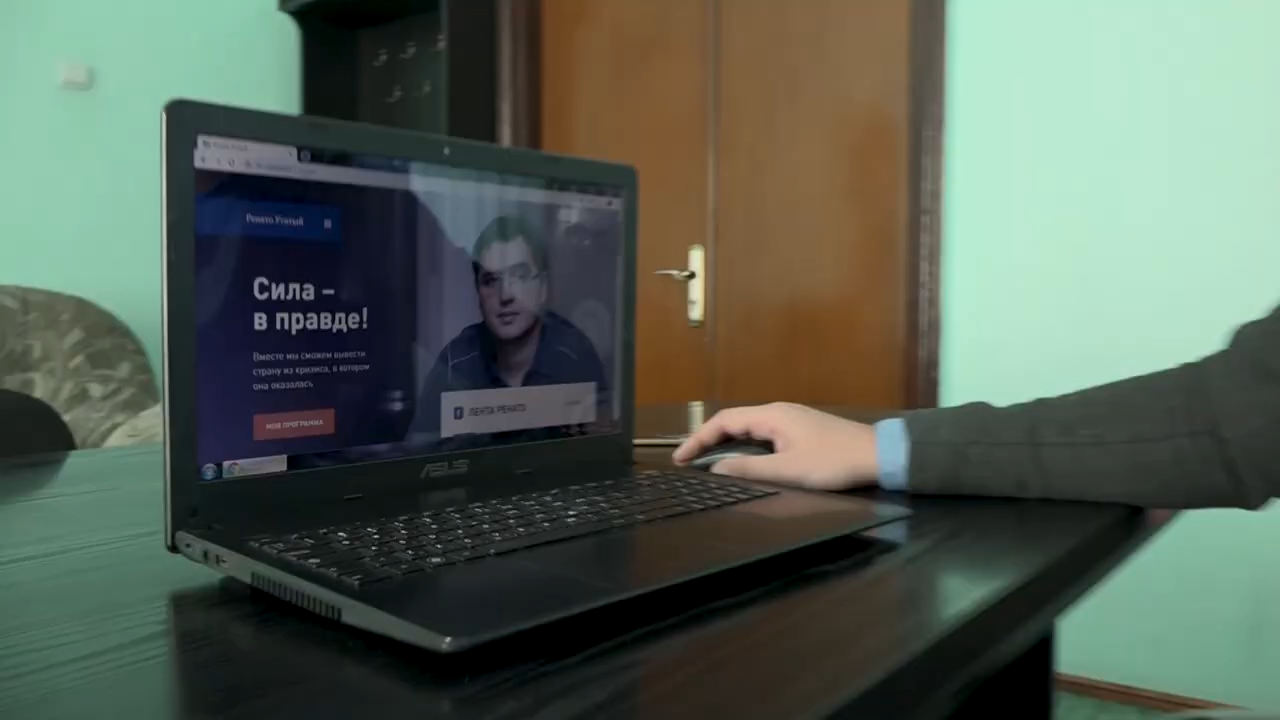 Ренато Усатый
Сила –
в правде!
Вместе мы сможем вывести
страну из кризиса, в котором
она оказалась
МОЯ ПРОГРАММА
ЛЕНТА РЕНАТО
ASUS